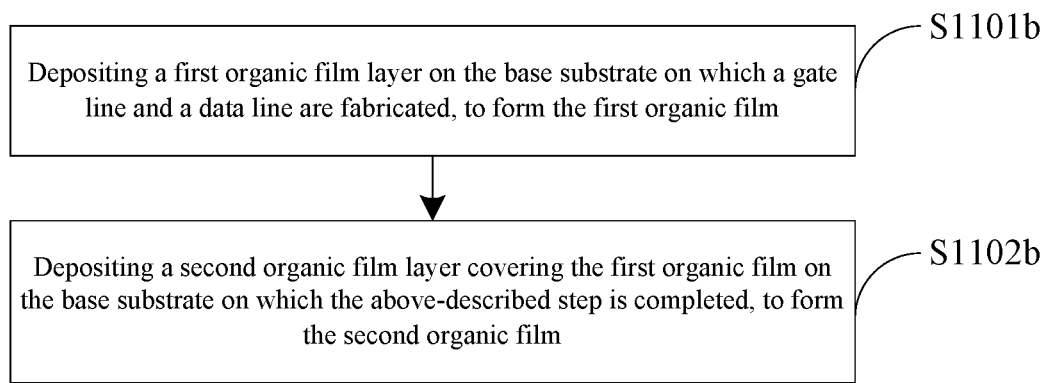 S1101b
Depositing a first organic film layer on the base substrate on which a gate
line and a data line are fabricated, to form the first organic film
S1102b
Depositing a second organic film layer covering the first organic film on
the base substrate on which the above-described step is completed, to form
the second organic film